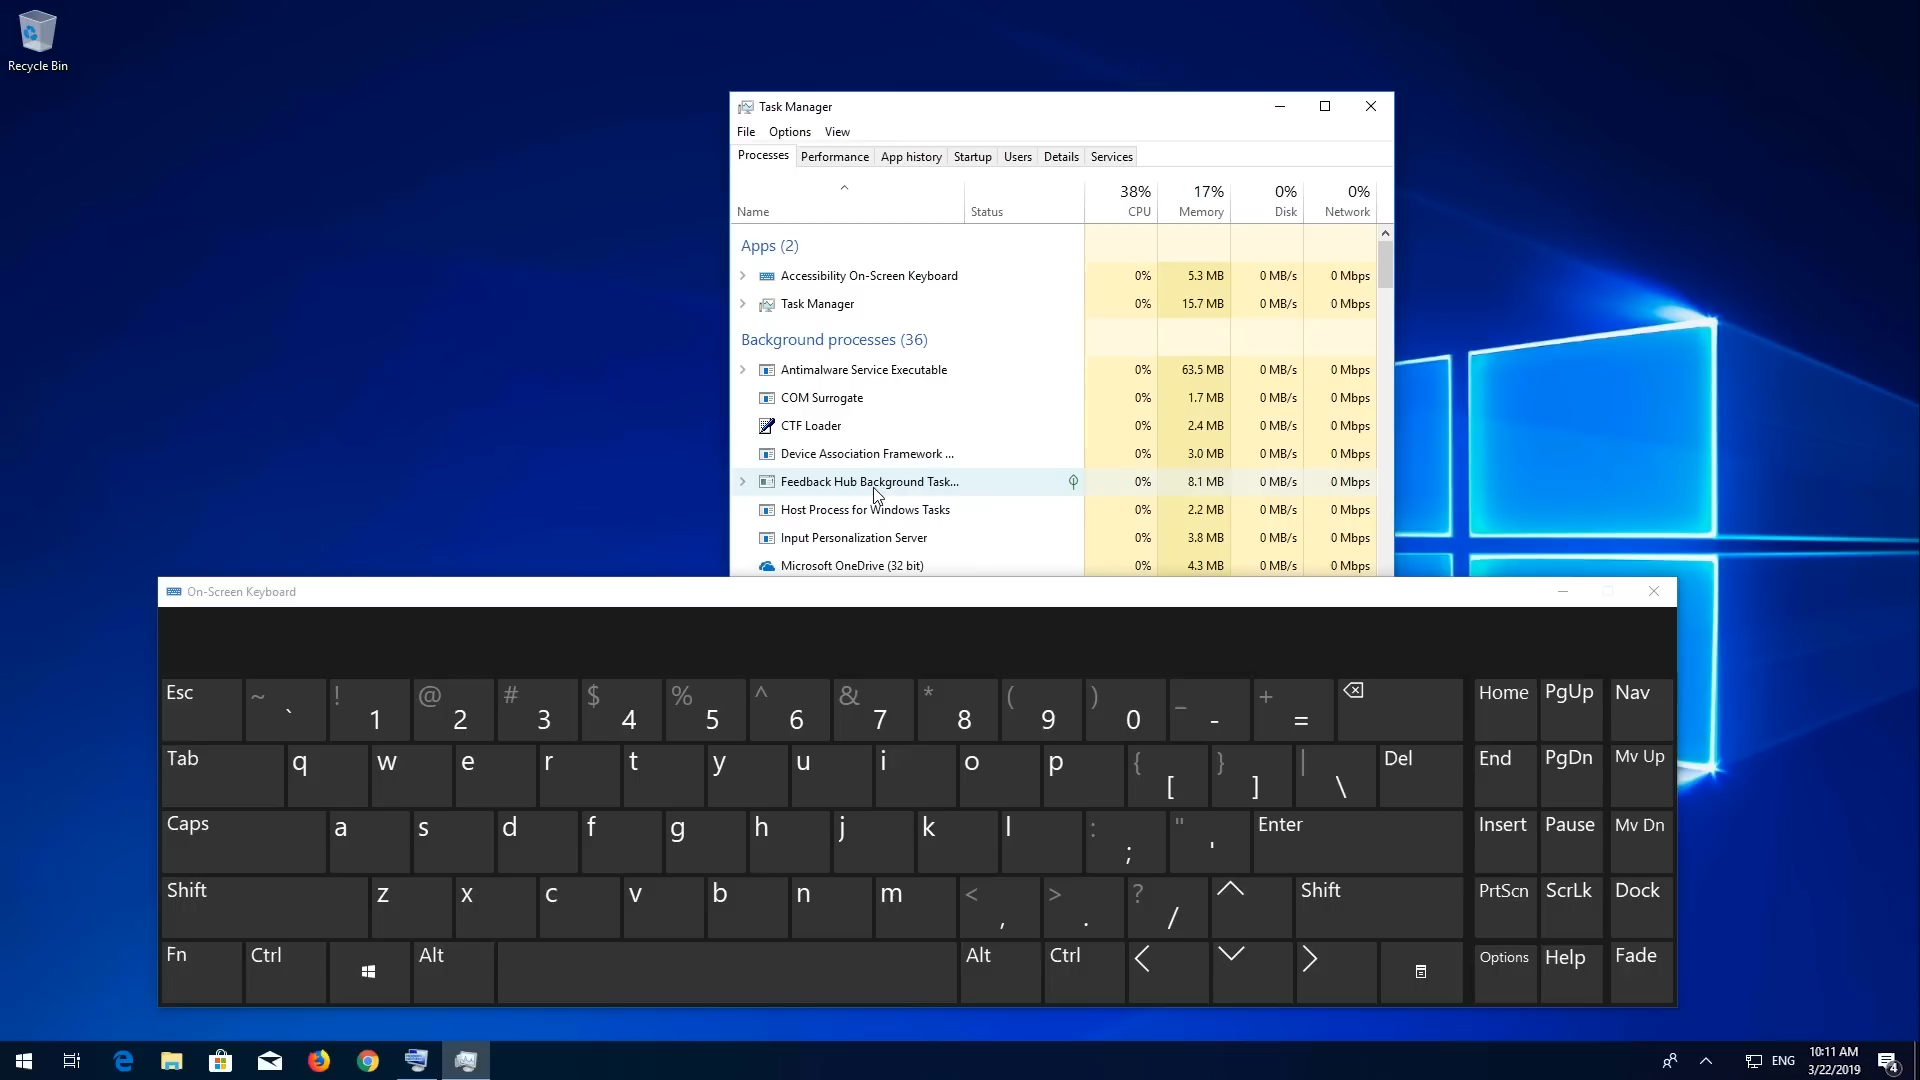 Recycle Bin
Task Manager
File Options View
Processes Performance App history Startup Users Details Services
38% 17% 0% 0%
Name Status CPU Memory Disk Network
Apps (2)
Accessibility On-Screen Keyboard 0% 5.3 MB 0 MB/s 0 Mbps
Task Manager 0% 15.7 MB 0 MB/s 0 Mbps
Background processes (36)
Antimalware Service Executable 0% 63.5 MB 0 MB/s 0 Mbps
COM Surrogate 0% 1.7 MB 0 MB/s 0 Mbps
CTF Loader 0% 2.4 MB 0 MB/s 0 Mbps
Device Association Framework ... 0% 3.0 MB 0 MB/s 0 Mbps
Feedback Hub Background Task... 0% 8.1 MB 0 MB/s 0 Mbps
Host Process for Windows Tasks 0% 2.2 MB 0 MB/s 0 Mbps
Input Personalization Server 0% 3.8 MB 0 MB/s 0 Mbps
Microsoft OneDrive (32 bit) 0% 4.3 MB 0 MB/s 0 Mbps
On-Screen Keyboard
Esc ~ ` ! 1 @ 2 # 3 $ 4 % 5 ^ 6 & 7 * 8 ( 9 ) 0 _ - + = Home PgUp Nav
Tab q w e r t y u i o p { [ } ] | \ Del End PgDn Mv Up
Caps a s d f g h j k l : ; " ' Enter Insert Pause Mv Dn
Shift z x c v b n m < , > . ? / Shift PrtScn ScrLk Dock
Fn Ctrl Alt Alt Ctrl Options Help Fade
ENG
10:11 AM
3/22/2019
4